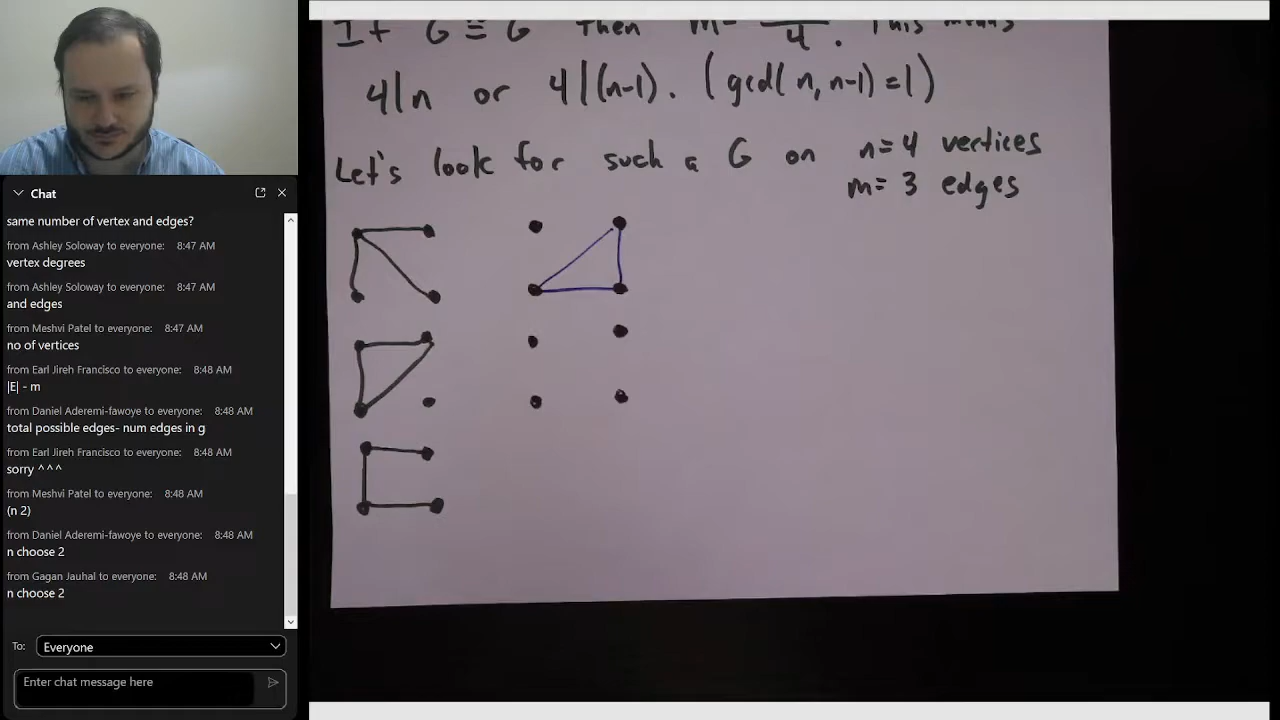 Chat
same number of vertex and edges?
from Ashley Soloway to everyone: 8:47 AM
vertex degrees
from Ashley Soloway to everyone: 8:47 AM
and edges
from Meshvi Patel to everyone: 8:47 AM
no of vertices
from Earl Jireh Francisco to everyone: 8:48 AM
|E| - m
from Daniel Aderemi-fawoye to everyone: 8:48 AM
total possible edges- num edges in g
from Earl Jireh Francisco to everyone: 8:48 AM
sorry ^^^
from Meshvi Patel to everyone: 8:48 AM
(n 2)
from Daniel Aderemi-fawoye to everyone: 8:48 AM
n choose 2
from Gagan Jauhal to everyone: 8:48 AM
n choose 2
To: Everyone
Enter chat message here
If G ≅ G then m= 4. This means
4|n or 4|(n-1). (gcd(n, n-1)=1)
Let's look for such a G on n=4 vertices
m= 3 edges